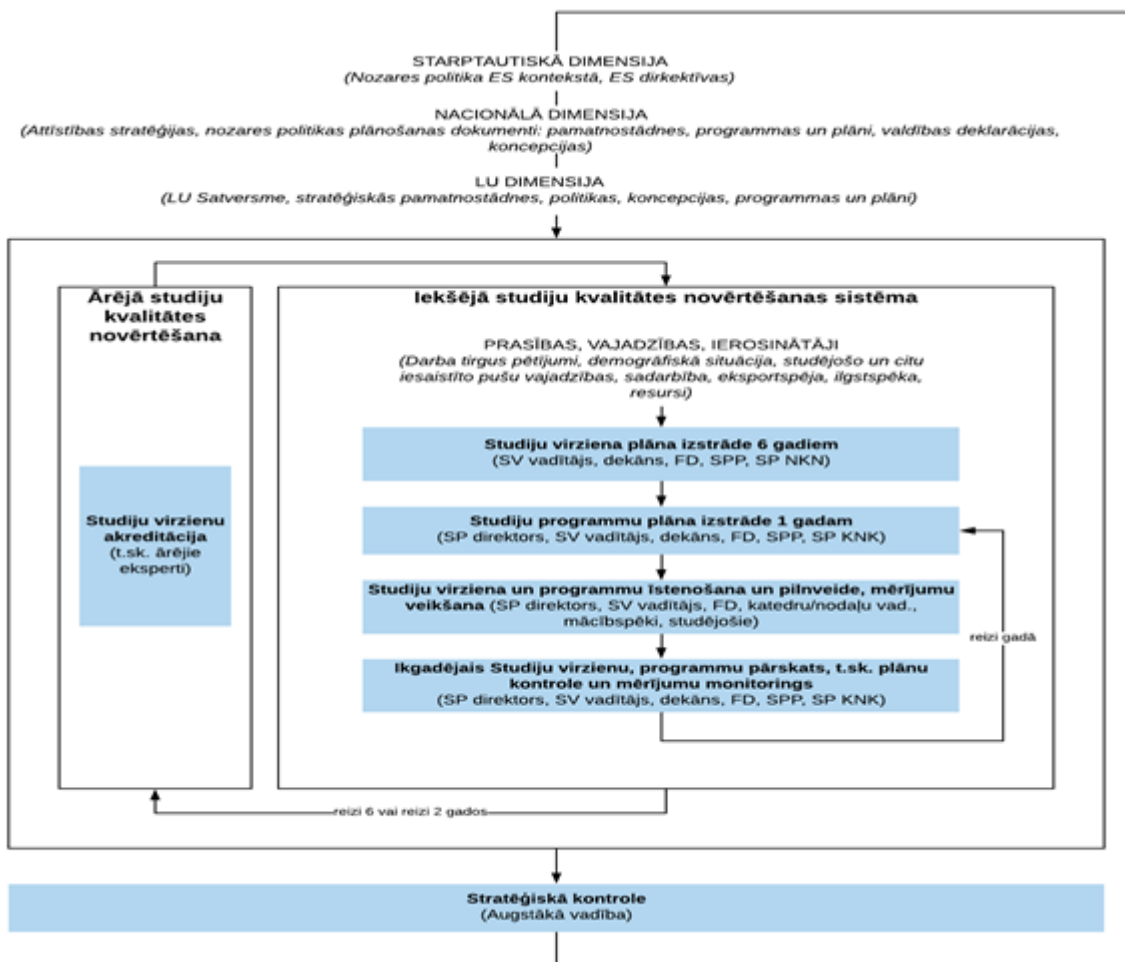 STARPTAUTISKĀ DIMENSIJA
(Nozares politika ES kontekstā, ES dirkektīvas)
NACIONĀLĀ DIMENSIJA
(Attīstības stratēģijas, nozares politikas plānošanas dokumenti: pamatnostādnes, programmas un plāni, valdības deklarācijas,
koncepcijas)
LU DIMENSIJA
(LU Satversme, stratēģiskās pamatnostādnes, politikas, koncepcijas, programmas un plāni)
Ārējā studiju
kvalitātes
novērtēšana
Studiju virzienu
akreditācija
(t.sk. ārējie
eksperti)
Iekšējā studiju kvalitātes novērtēšanas sistēma
PRASĪBAS, VAJADZĪBAS, IEROSINĀTĀJI
(Darba tirgus pētījumi, demogrāfiskā situācija, studējošo un citu
iesaistīto pušu vajadzības, sadarbība, eksportspēja, ilgstspēka,
resursi)
Studiju virziena plāna izstrāde 6 gadiem
(SV vadītājs, dekāns, FD, SPP, SP NKN)
Studiju programmu plāna izstrāde 1 gadam
(SP direktors, SV vadītājs, dekāns, FD, SPP, SP KNK)
Studiju virziena un programmu īstenošana un pilnveide, mērījumu
veikšana (SP direktors, SV vadītājs, FD, katedru/nodaļu vad.,
mācībspēki, studējošie)
reizi gadā
Ikgadējais Studiju virzienu, programmu pārskats, t.sk. plānu
kontrole un mērījumu monitorings
(SP direktors, SV vadītājs, dekāns, FD, SPP, SP KNK)
reizi 6 vai reizi 2 gados
Stratēģiskā kontrole
(Augstākā vadība)